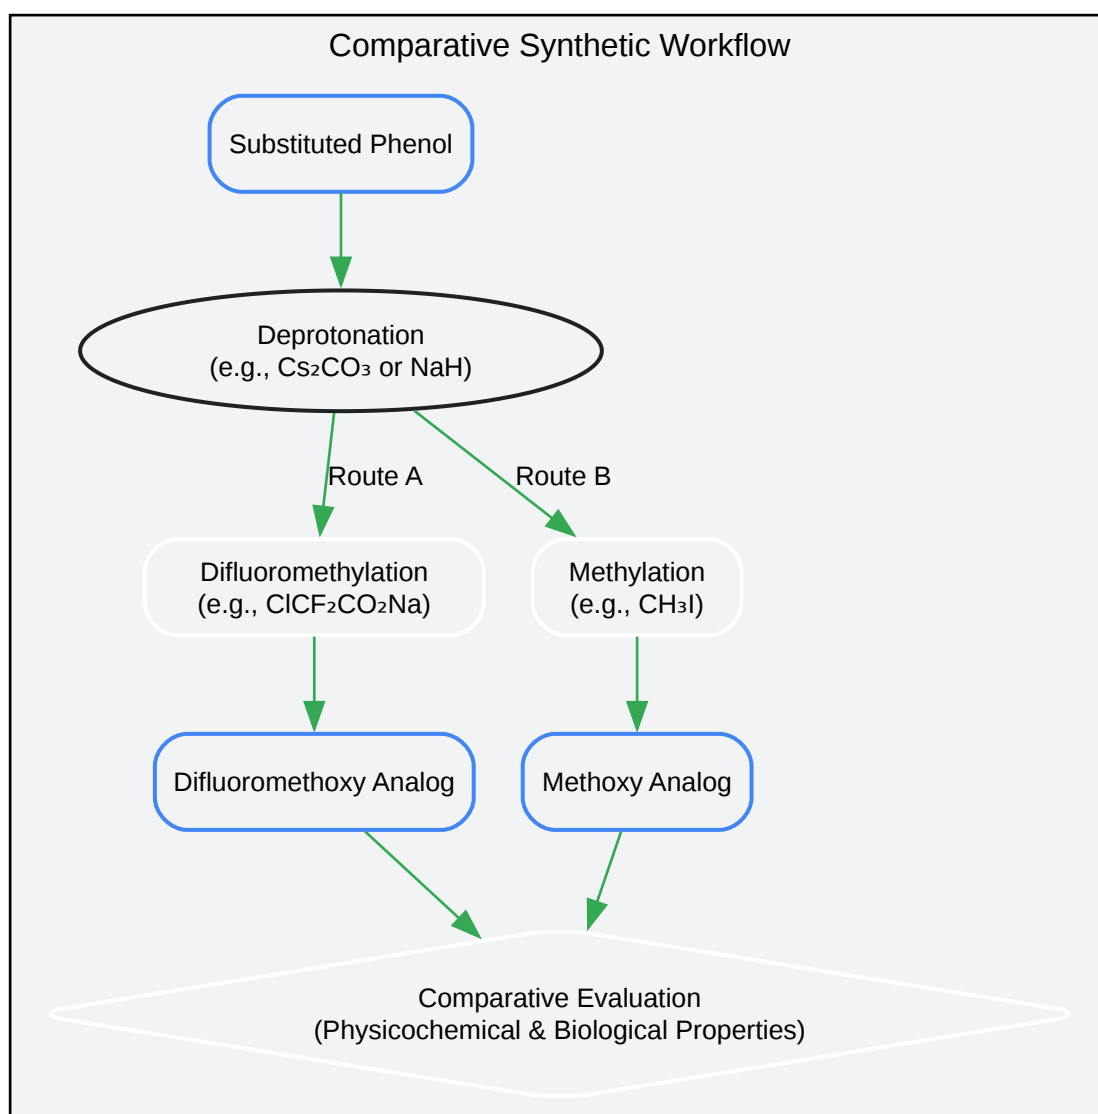 Comparative Synthetic Workflow
Substituted Phenol
Deprotonation
(e.g., Cs₂CO₃ or NaH)
Route A
Route B
Difluoromethylation
(e.g., ClCF₂CO₂Na)
Methylation
(e.g., CH₃I)
Difluoromethoxy Analog
Methoxy Analog
Comparative Evaluation
(Physicochemical & Biological Properties)